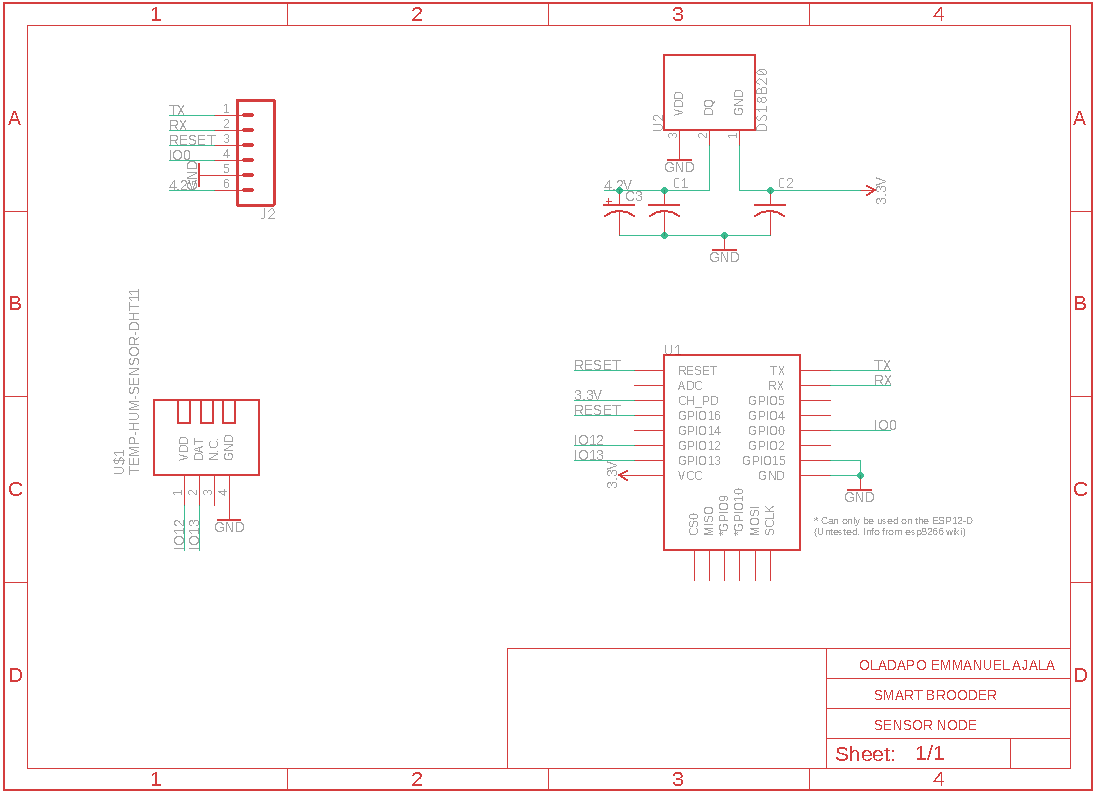 1 2 3 4
A A
B B
C C
D D
TX 1
RX 2
RESET 3
IO0 4
GND 5
4.2V 6
J2
U2
DS18B20
VDD DQ GND
3 2 1
GND
4.2V C1 C2 3.3V
+ C3
GND
TEMP-HUM-SENSOR-DHT11
U$1
VDD DAT N.C. GND
1 2 3 4
IO12 IO13 GND
U1
RESET RESET TX TX
ADC RX RX
3.3V CH_PD GPIO5
RESET GPIO16 GPIO4
GPIO14 GPIO0 IO0
IO12 GPIO12 GPIO2
IO13 GPIO13 GPIO15
3.3V VCC GND
GND
CS0 MISO *GPIO9 *GPIO10 MOSI SCLK
* Can only be used on the ESP12-D
(Untested. Info from esp8266 wiki)
OLADAPO EMMANUEL AJALA
SMART BROODER
SENSOR NODE
Sheet: 1/1
1 2 3 4